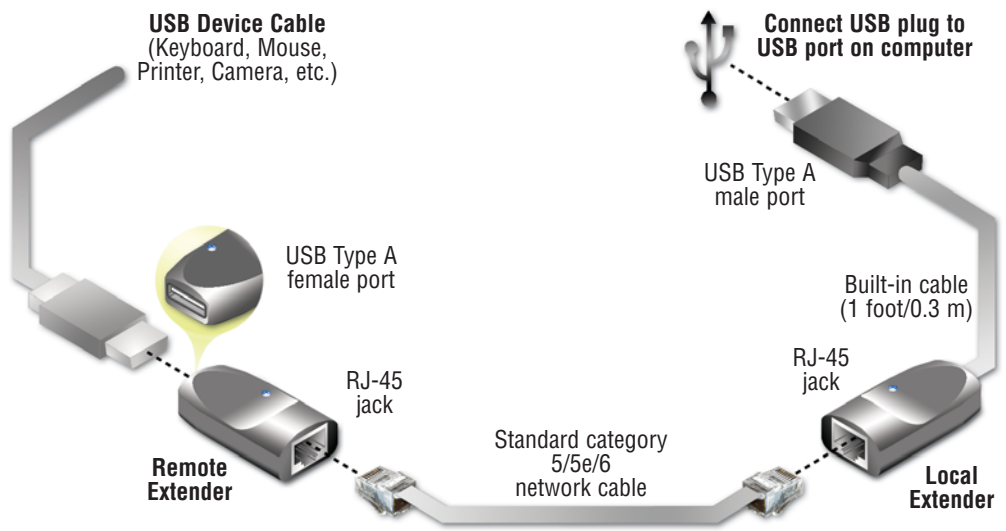 USB Device Cable
(Keyboard, Mouse,
Printer, Camera, etc.)
Connect USB plug to
USB port on computer
USB Type A
male port
USB Type A
female port
Built-in cable
(1 foot/0.3 m)
RJ-45
jack
RJ-45
jack
Standard category
5/5e/6
network cable
Remote
Extender
Local
Extender